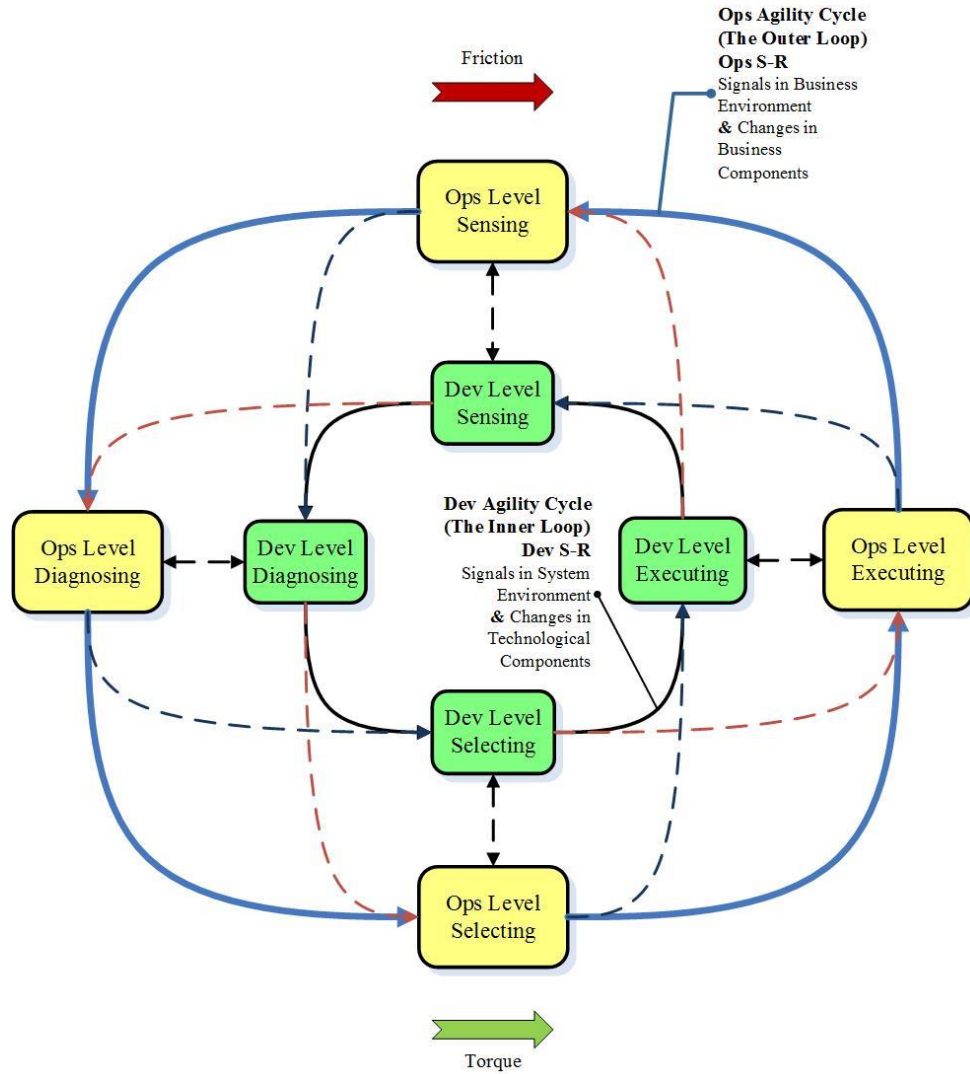 Friction
Ops Agility Cycle
(The Outer Loop)
Ops S-R
Signals in Business
Environment
& Changes in
Business
Components
Ops Level
Sensing
Dev Level
Sensing
Dev Agility Cycle
(The Inner Loop)
Dev S-R
Signals in System
Environment
& Changes in
Technological
Components
Ops Level
Diagnosing
Dev Level
Diagnosing
Dev Level
Executing
Ops Level
Executing
Dev Level
Selecting
Ops Level
Selecting
Torque